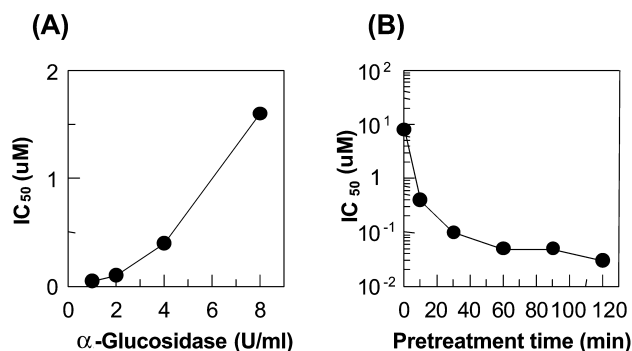 (A) (B)
2
1
0
IC50 (uM)
0 2 4 6 8
α-Glucosidase (U/ml)
10²
10¹
1
10⁻¹
10⁻²
IC50 (uM)
0 20 40 60 80 100 120
Pretreatment time (min)